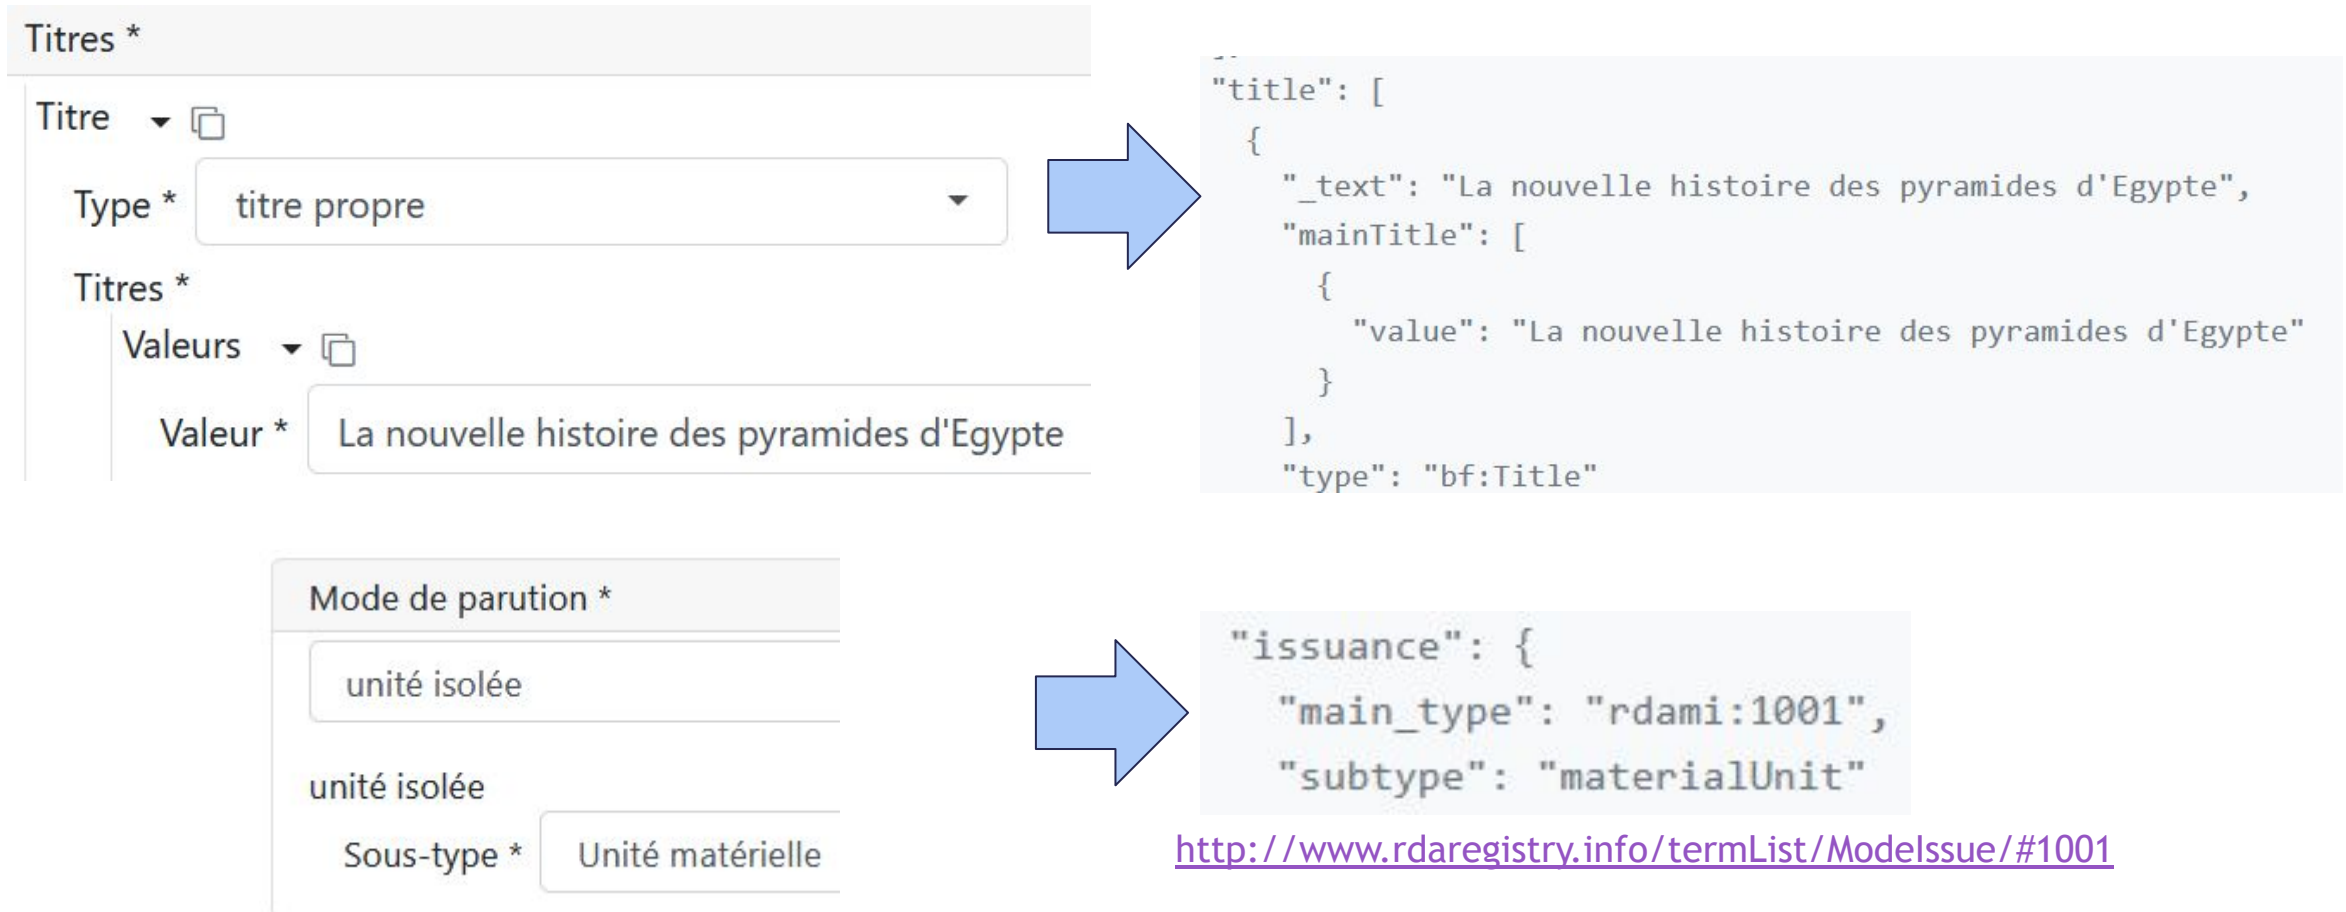 Titres *
Titre
Type * titre propre
Titres *
Valeurs
Valeur * La nouvelle histoire des pyramides d'Egypte
"title": [
{
"_text": "La nouvelle histoire des pyramides d'Egypte",
"mainTitle": [
{
"value": "La nouvelle histoire des pyramides d'Egypte"
}
],
"type": "bf:Title"
Mode de parution *
unité isolée
unité isolée
Sous-type * Unité matérielle
"issuance": {
"main_type": "rdami:1001",
"subtype": "materialUnit"
http://www.rdaregistry.info/termList/ModeIssue/#1001